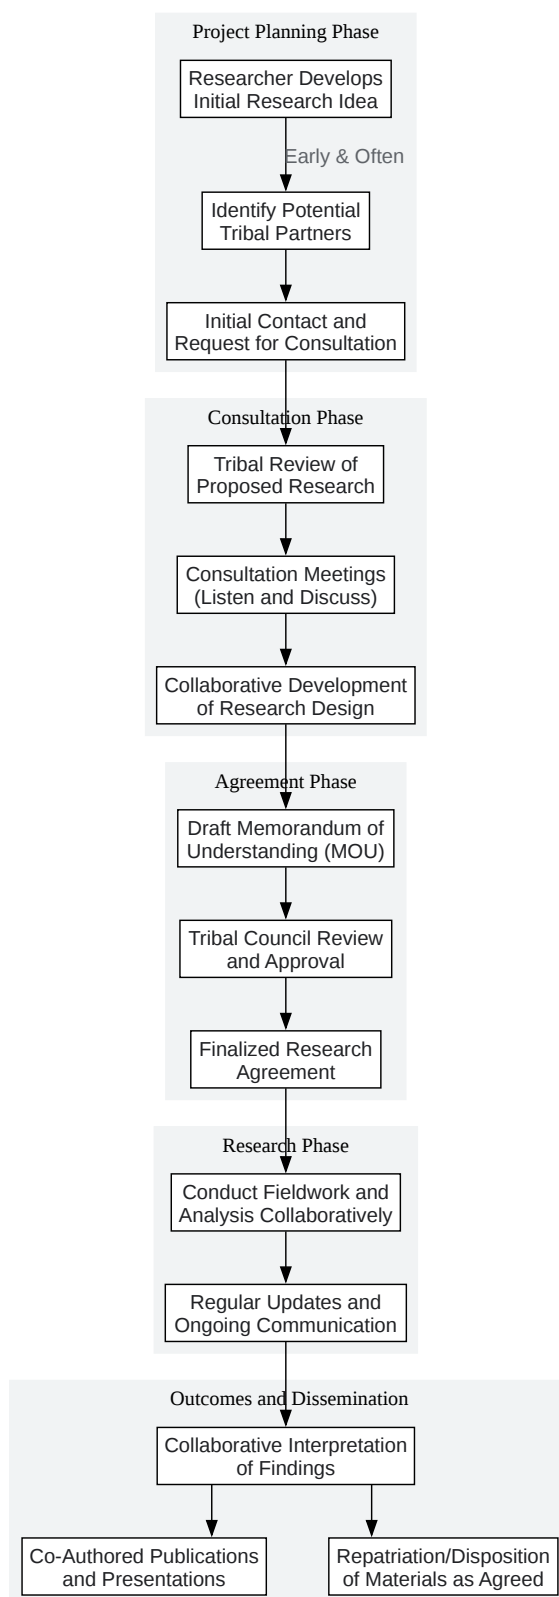 Project Planning Phase
Researcher Develops
Initial Research Idea
Early & Often
Identify Potential
Tribal Partners
Initial Contact and
Request for Consultation
Consultation Phase
Tribal Review of
Proposed Research
Consultation Meetings
(Listen and Discuss)
Collaborative Development
of Research Design
Agreement Phase
Draft Memorandum of
Understanding (MOU)
Tribal Council Review
and Approval
Finalized Research
Agreement
Research Phase
Conduct Fieldwork and
Analysis Collaboratively
Regular Updates and
Ongoing Communication
Outcomes and Dissemination
Collaborative Interpretation
of Findings
Co-Authored Publications
and Presentations
Repatriation/Disposition
of Materials as Agreed